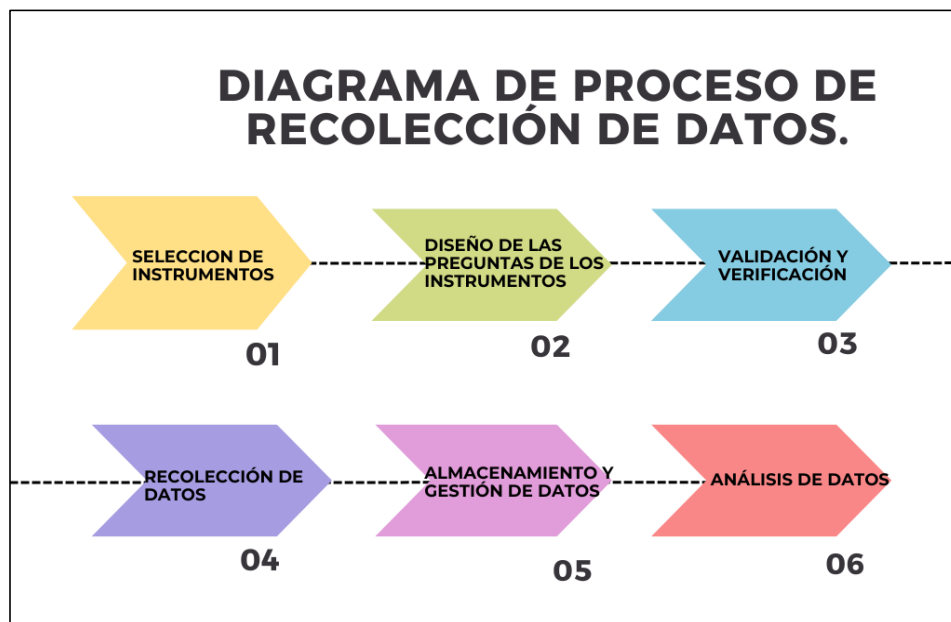 DIAGRAMA DE PROCESO DE
RECOLECCIÓN DE DATOS.
SELECCION DE
INSTRUMENTOS
01
DISEÑO DE LAS
PREGUNTAS DE LOS
INSTRUMENTOS
02
VALIDACIÓN Y
VERIFICACIÓN
03
RECOLECCIÓN DE
DATOS
04
ALMACENAMIENTO Y
GESTIÓN DE DATOS
05
ANÁLISIS DE DATOS
06